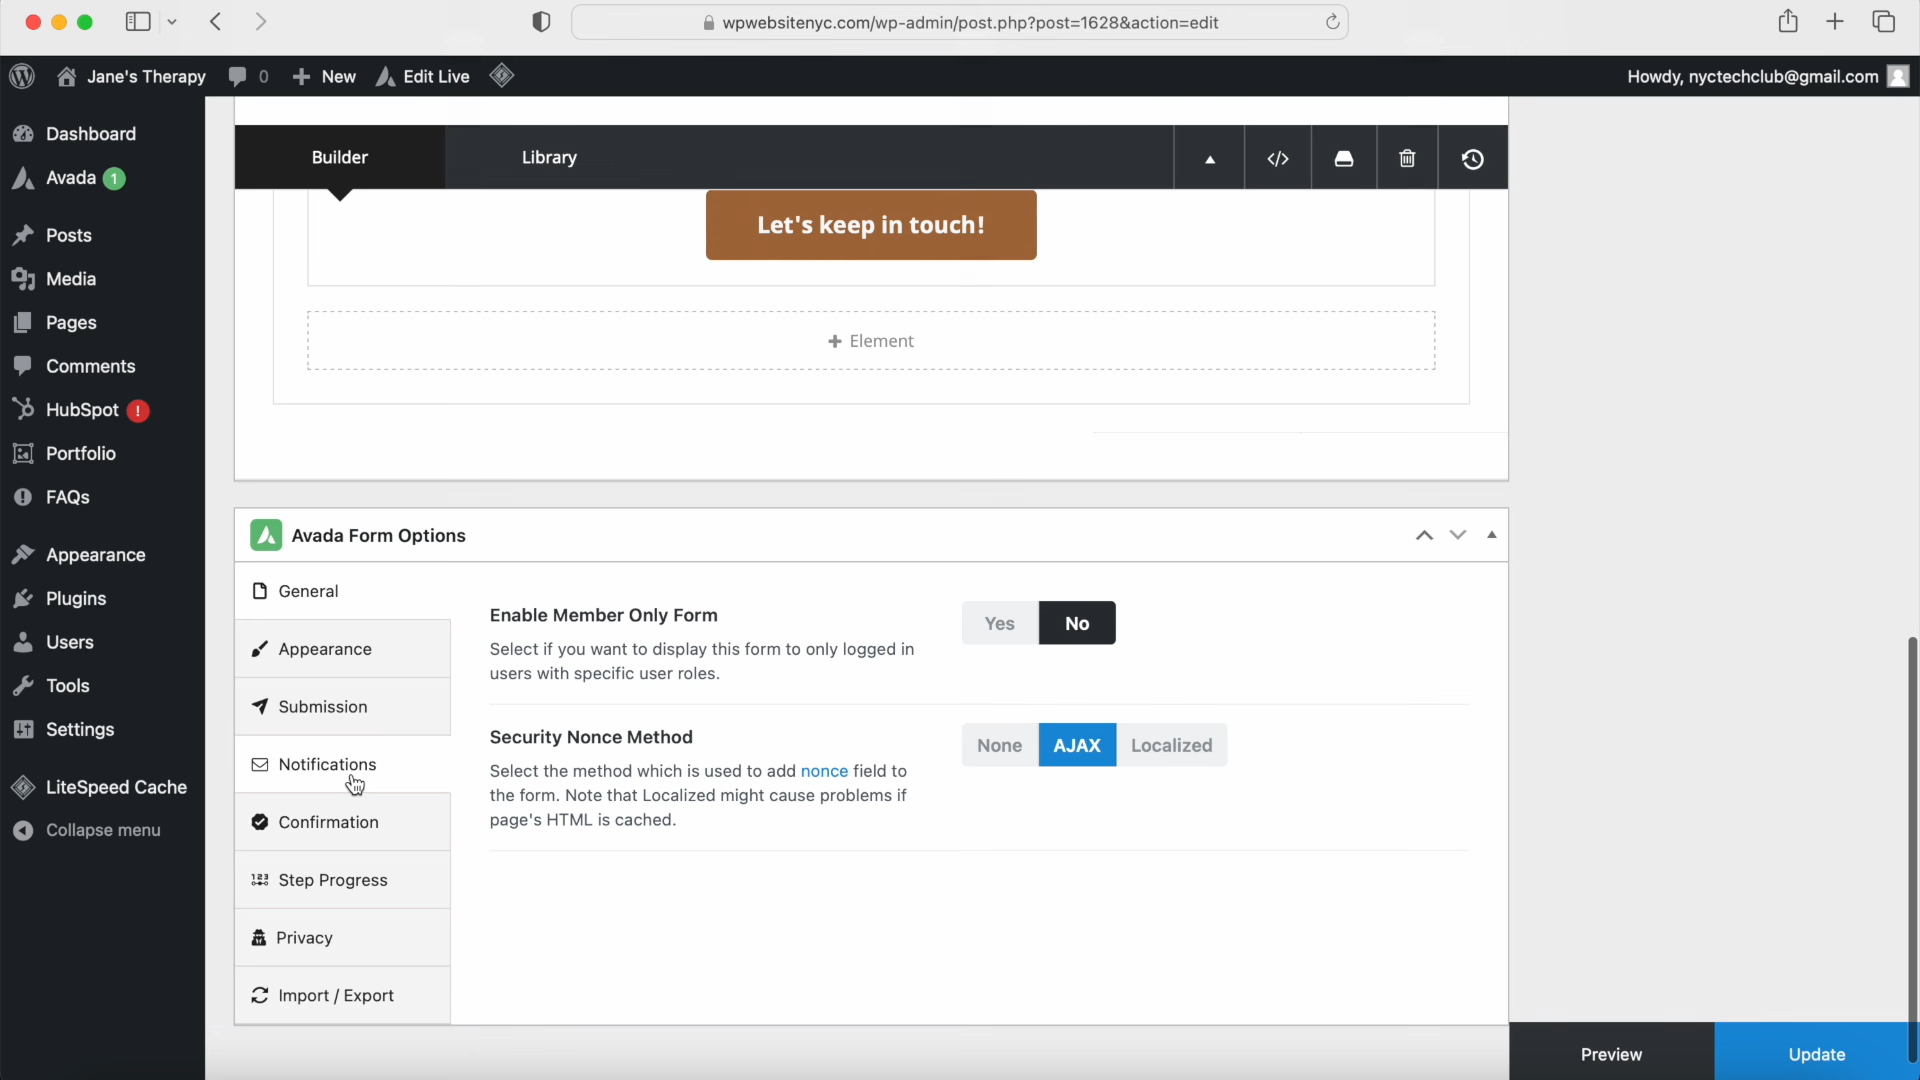 wpwebsitenyc.com/wp-admin/post.php?post=1628&action=edit
Jane's Therapy
0
New
Edit Live
Howdy, nyctechclub@gmail.com
Dashboard
Avada 1
Posts
Media
Pages
Comments
HubSpot !
Portfolio
FAQs
Appearance
Plugins
Users
Tools
Settings
LiteSpeed Cache
Collapse menu
Builder
Library
</>
Let's keep in touch!
+ Element
Avada Form Options
General
Appearance
Submission
Notifications
Confirmation
123 Step Progress
Privacy
Import / Export
Enable Member Only Form
Select if you want to display this form to only logged in
users with specific user roles.
Yes
No
Security Nonce Method
Select the method which is used to add nonce field to
the form. Note that Localized might cause problems if
page's HTML is cached.
None
AJAX
Localized
Preview
Update